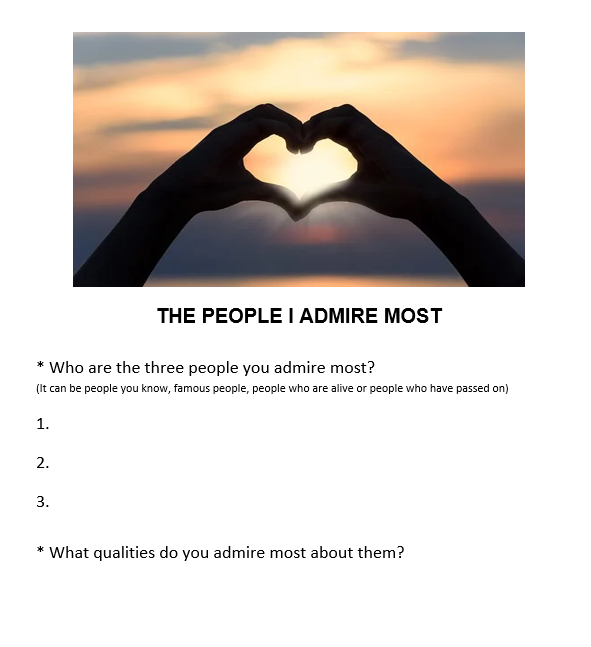 THE PEOPLE I ADMIRE MOST
* Who are the three people you admire most?
(It can be people you know, famous people, people who are alive or people who have passed on)
1.
2.
3.
* What qualities do you admire most about them?